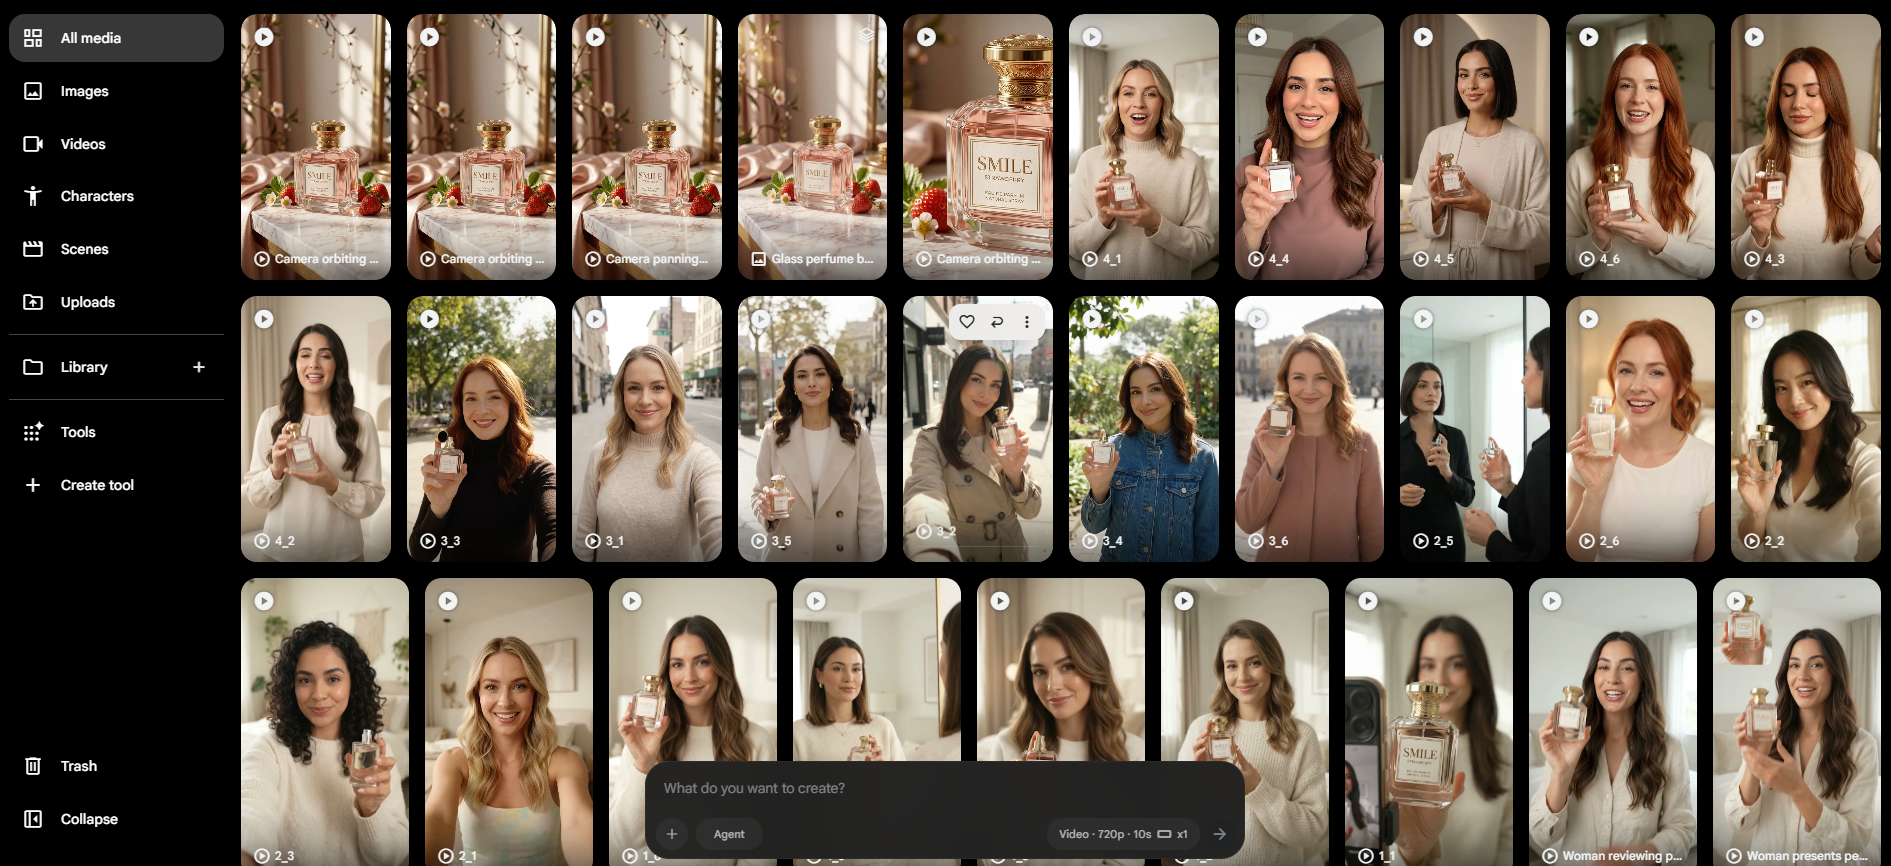 All media
Images
Videos
Characters
Scenes
Uploads
Library
Tools
Create tool
Trash
Collapse
Camera orbiting ...
Camera orbiting ...
Camera panning...
Glass perfume b...
SMILE
STRAWBERRY
Camera orbiting ...
4_1
4_4
4_5
4_6
4_3
4_2
3_3
3_1
3_5
3_2
3_4
3_6
2_5
2_6
2_2
2_3
2_1
SMILE
1_1
Woman reviewing p...
Woman presents pe...
What do you want to create?
Agent
Video · 720p · 10s x1